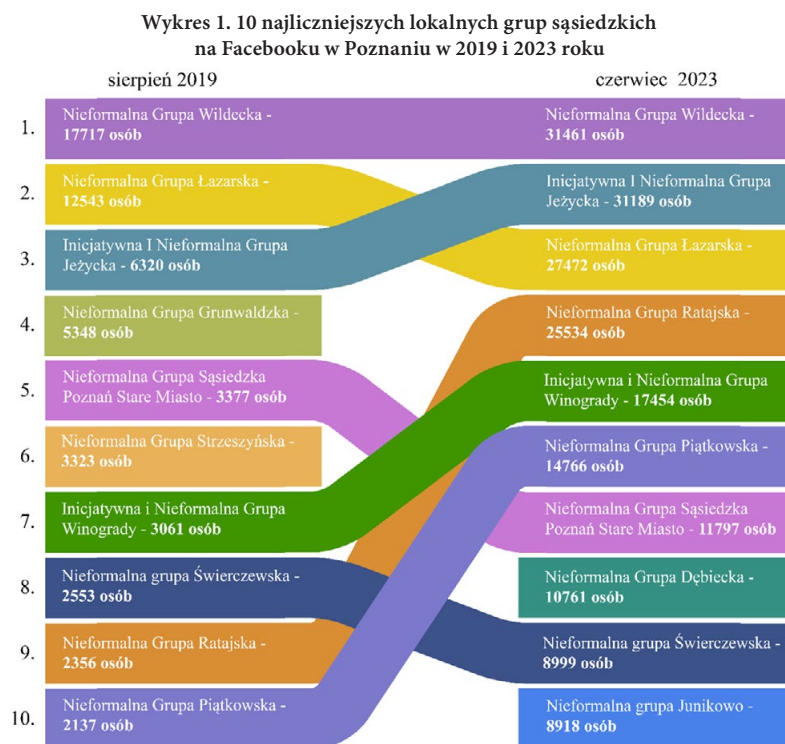 Wykres 1. 10 najliczniejszych lokalnych grup sąsiedzkich
na Facebooku w Poznaniu w 2019 i 2023 roku
sierpień 2019
czerwiec 2023
1.
Nieformalna Grupa Wildecka -
17717 osób
Nieformalna Grupa Wildecka -
31461 osób
2.
Nieformalna Grupa Łazarska -
12543 osób
Inicjatywna I Nieformalna Grupa
Jeżycka - 31189 osób
3.
Inicjatywna I Nieformalna Grupa
Jeżycka - 6320 osób
Nieformalna Grupa Łazarska -
27472 osób
4.
Nieformalna Grupa Grunwaldzka -
5348 osób
Nieformalna Grupa Ratajska -
25534 osób
5.
Nieformalna Grupa Sąsiedzka
Poznań Stare Miasto - 3377 osób
Inicjatywna i Nieformalna Grupa
Winogrady - 17454 osób
6.
Nieformalna Grupa Strzeszyńska -
3323 osób
Nieformalna Grupa Piątkowska -
14766 osób
7.
Inicjatywna i Nieformalna Grupa
Winogrady - 3061 osób
Nieformalna Grupa Sąsiedzka
Poznań Stare Miasto - 11797 osób
8.
Nieformalna grupa Świerczewska -
2553 osób
Nieformalna Grupa Dębiecka -
10761 osób
9.
Nieformalna Grupa Ratajska -
2356 osób
Nieformalna grupa Świerczewska -
8999 osób
10.
Nieformalna Grupa Piątkowska -
2137 osób
Nieformalna grupa Junikowo -
8918 osób